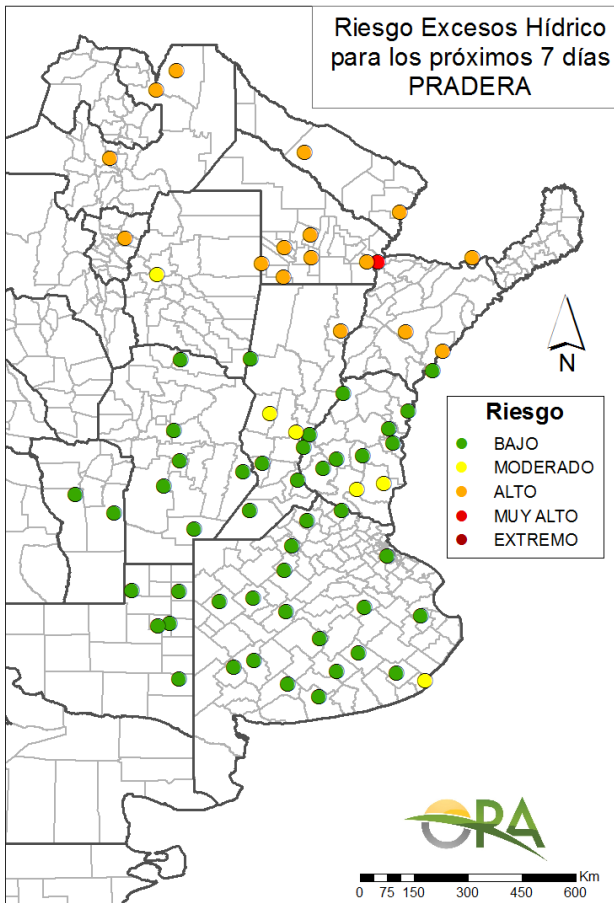 Riesgo Excesos Hídrico
para los próximos 7 días
PRADERA
N
Riesgo
BAJO
MODERADO
ALTO
MUY ALTO
EXTREMO
ORA
Km
0 75 150 300 450 600